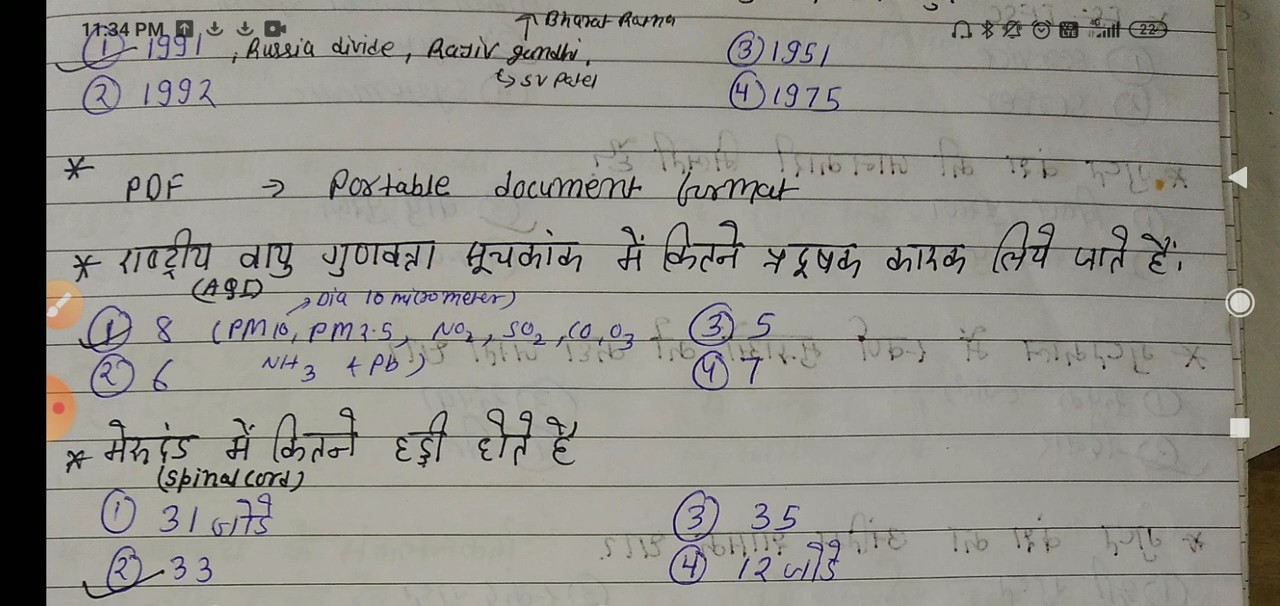 ↑ Bharat Ratna
11:34 PM 22
① 1991 , Russia divide, Rajiv gandhi, ③ 1951
↳ SV Patel
② 1992 ④ 1975
* PDF → Portable document format
* राष्ट्रीय वायु गुणवत्ता सूचकांक में कितने प्रदूषक कारक लिये जाते हैं।
(AQI)
→ Dia 10 micrometer)
① 8 (PM10, PM2.5, NO2, SO2, CO, O3 ③ 5
NH3 + Pb)
② 6 ④ 7
* मेरुदंड में कितने हड्डी होते है
(spinal cord)
① 31 जोड़े ③ 35
② 33 ④ 12 जोड़े